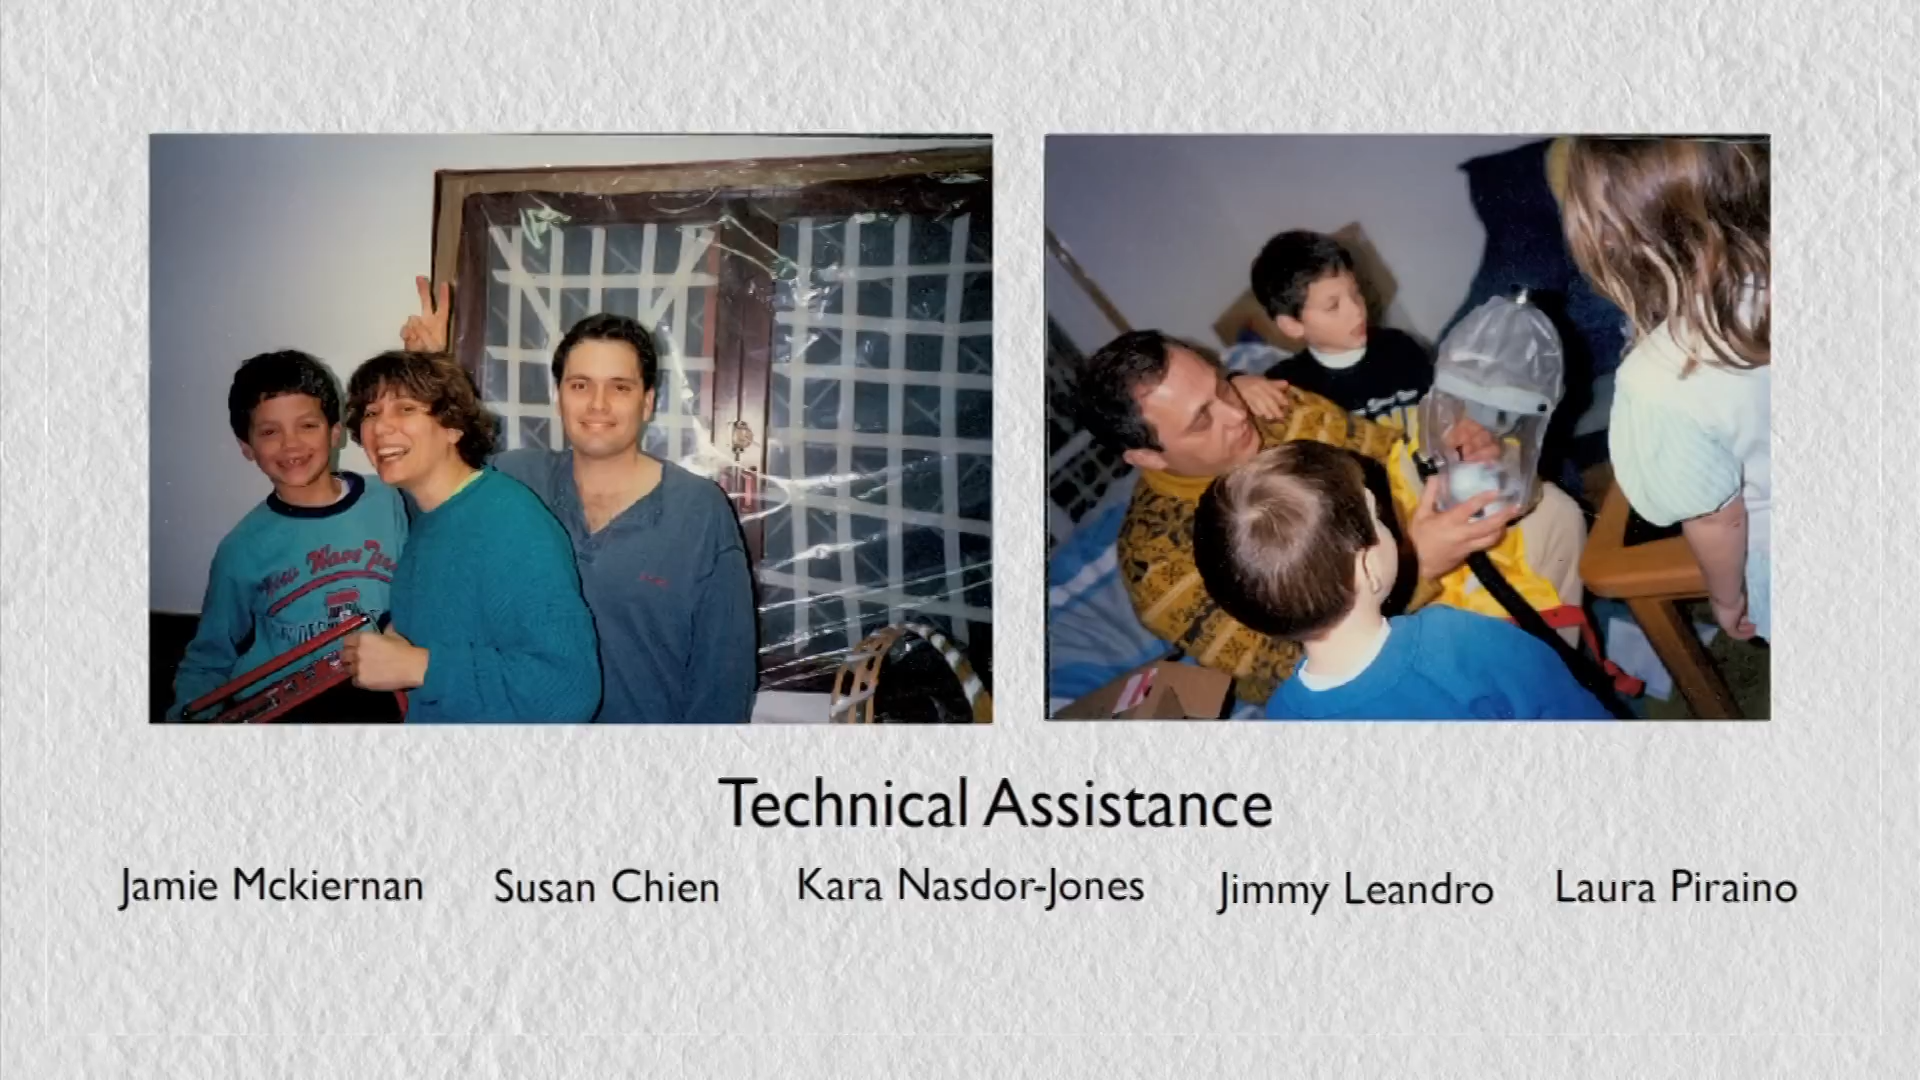 Technical Assistance
Jamie Mckiernan Susan Chien Kara Nasdor-Jones Jimmy Leandro Laura Piraino